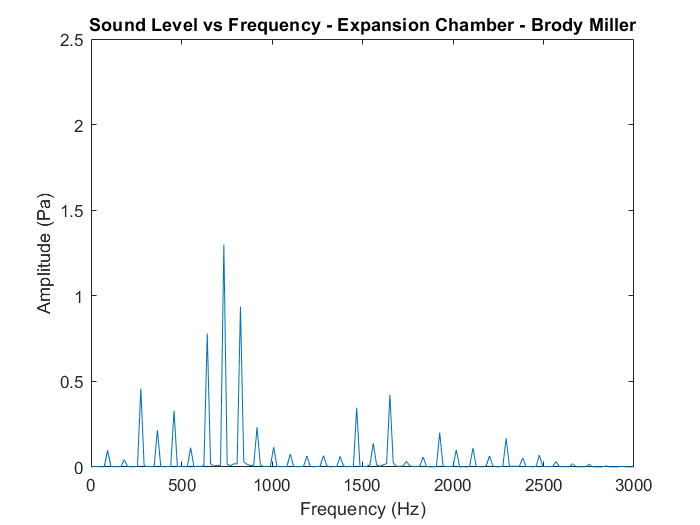 Sound Level vs Frequency - Expansion Chamber - Brody Miller
2.5
2
1.5
1
0.5
0
Amplitude (Pa)
0 500 1000 1500 2000 2500 3000
Frequency (Hz)